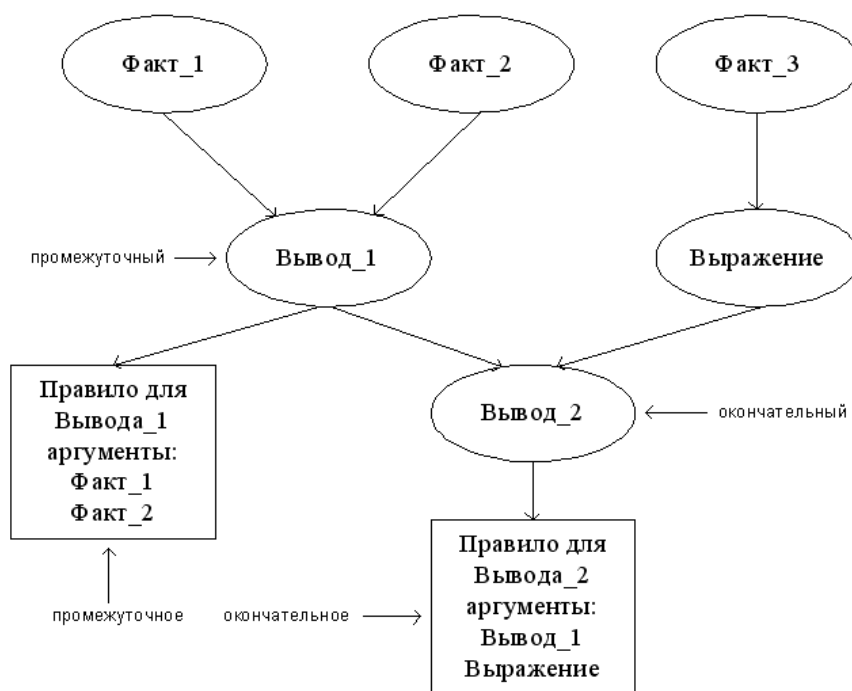 Факт_1
Факт_2
Факт_3
промежуточный
Вывод_1
Выражение
Правило для
Вывода_1
аргументы:
Факт_1
Факт_2
Вывод_2
окончательный
Правило для
Вывода_2
аргументы:
Вывод_1
Выражение
промежуточное
окончательное